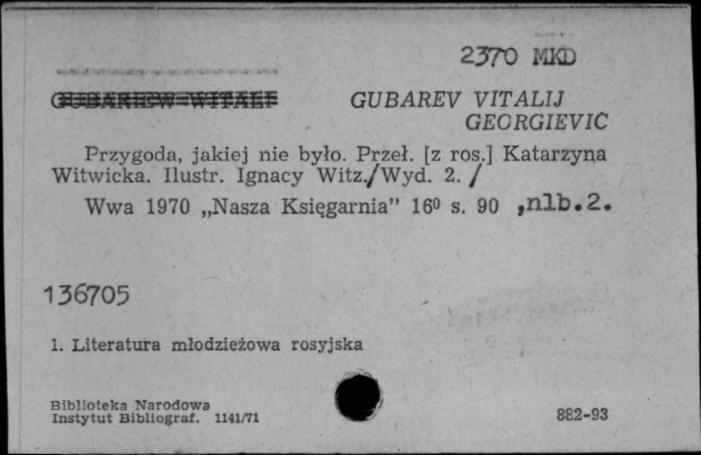 2370 MKD
GUBARIEW WITALI GUBAREV VITALIJ
GEORGIEVIC
Przygoda, jakiej nie było. Przeł. [z ros.] Katarzyna
Witwicka. Ilustr. Ignacy Witz./Wyd. 2. /
Wwa 1970 „Nasza Księgarnia” 16⁰ s. 90 ,nlb.2.
136705
1. Literatura młodzieżowa rosyjska
Biblioteka Narodowa
Instytut Bibliograf. 1141/71
882-93